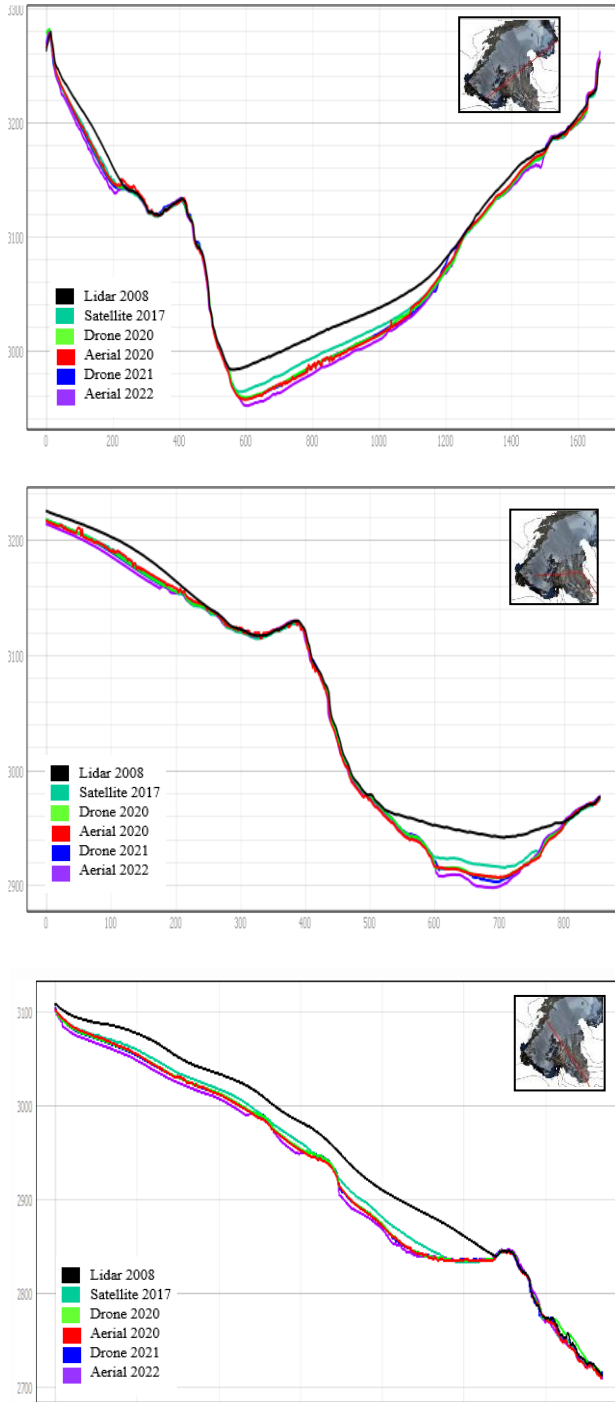 3300
3200
3100
3000
Lidar 2008
Satellite 2017
Drone 2020
Aerial 2020
Drone 2021
Aerial 2022
0 200 400 600 800 1000 1200 1400 1600
3200
3100
3000
2900
Lidar 2008
Satellite 2017
Drone 2020
Aerial 2020
Drone 2021
Aerial 2022
0 100 200 300 400 500 600 700 800
3100
3000
2900
2800
2700
Lidar 2008
Satellite 2017
Drone 2020
Aerial 2020
Drone 2021
Aerial 2022